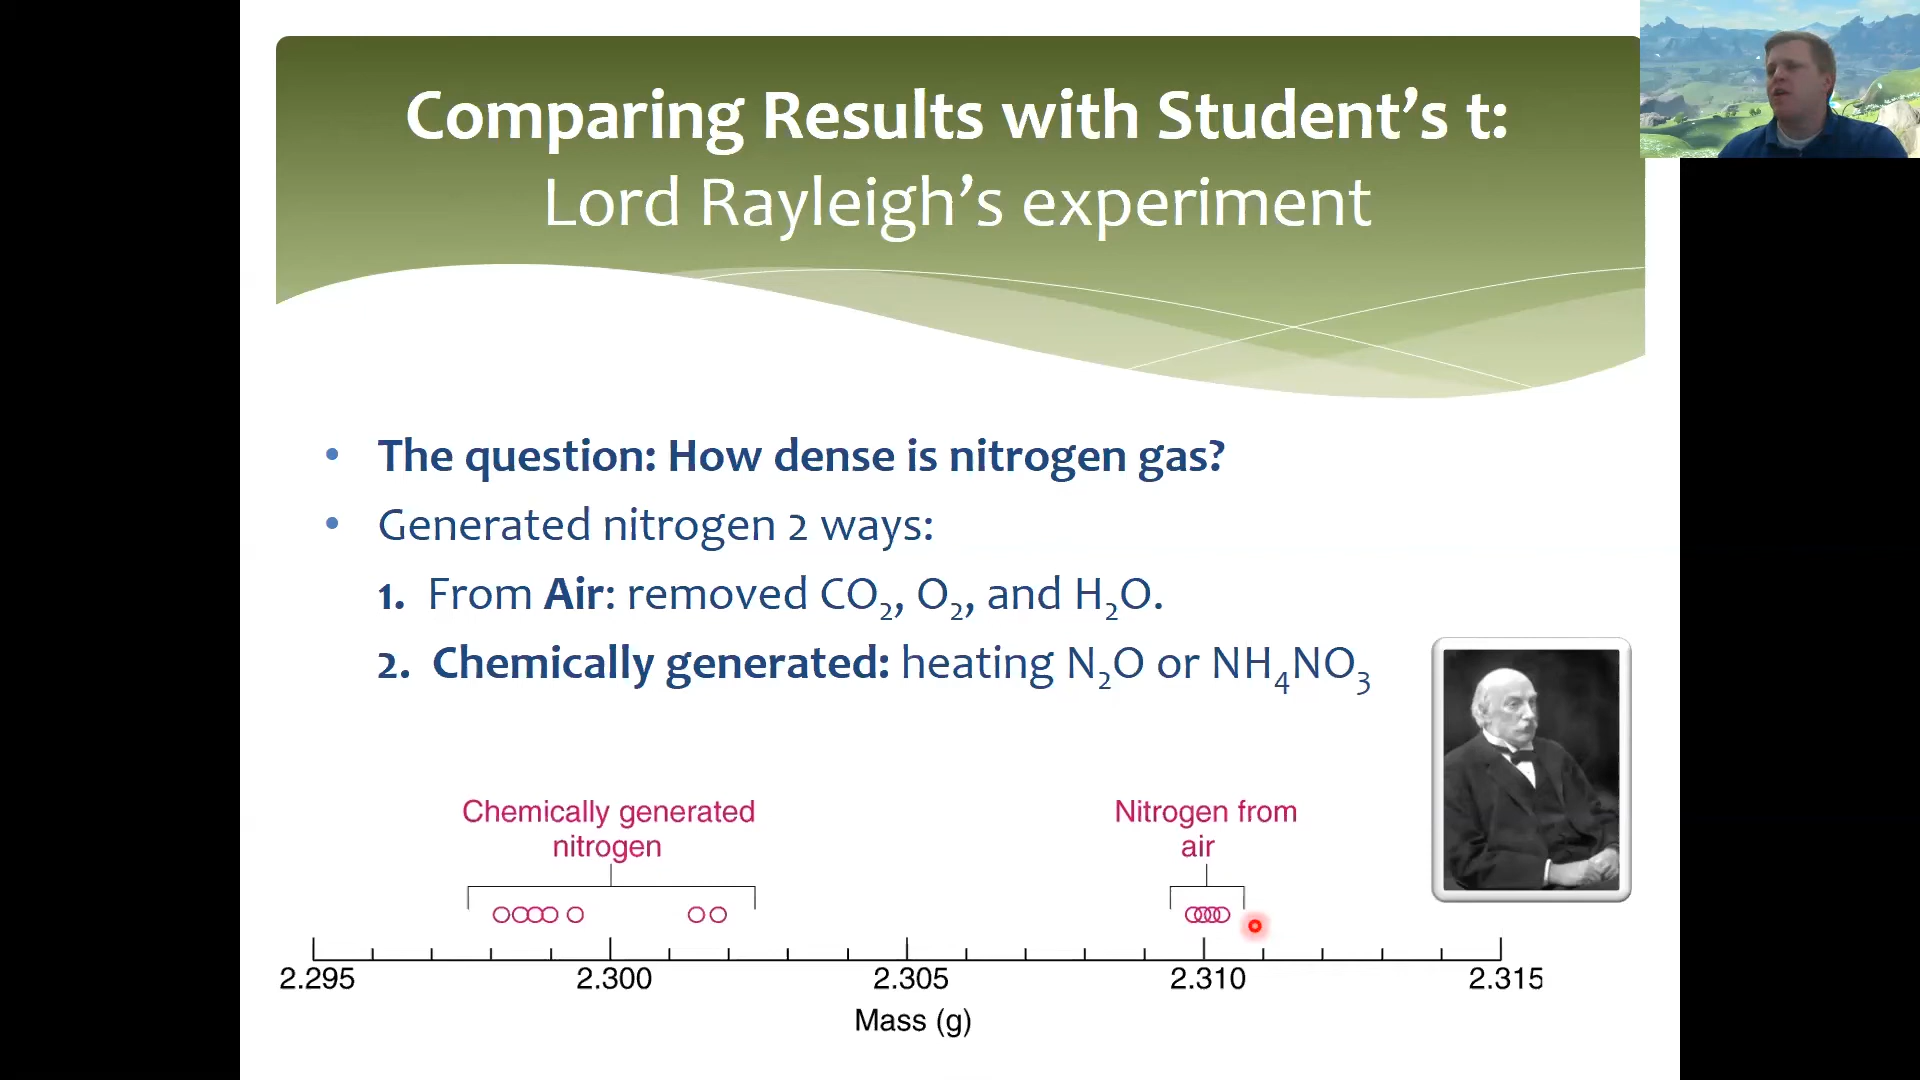 Comparing Results with Student’s t:
Lord Rayleigh’s experiment
• The question: How dense is nitrogen gas?
• Generated nitrogen 2 ways:
1. From Air: removed CO₂, O₂, and H₂O.
2. Chemically generated: heating N₂O or NH₄NO₃
Chemically generated
nitrogen
Nitrogen from
air
2.295 2.300 2.305 2.310 2.315
Mass (g)